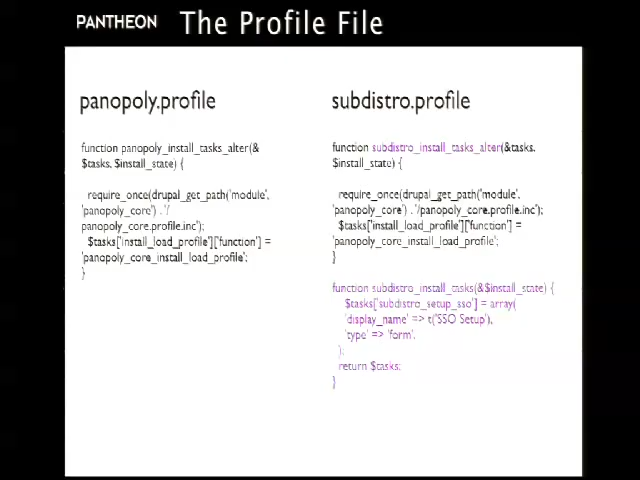 PANTHEON The Profile File
panopoly.profile
function panopoly_install_tasks_alter(&
$tasks, $install_state) {
require_once(drupal_get_path('module',
'panopoly_core') . '/
panopoly_core.profile.inc');
$tasks['install_load_profile']['function'] =
'panopoly_core_install_load_profile';
}
subdistro.profile
function subdistro_install_tasks_alter(&$tasks,
$install_state) {
require_once(drupal_get_path('module',
'panopoly_core') . '/panopoly_core.profile.inc');
$tasks['install_load_profile']['function'] =
'panopoly_core_install_load_profile';
}
function subdistro_install_tasks(&$install_state) {
$tasks['subdistro_setup_sso'] = array(
'display_name' => t('SSO Setup'),
'type' => 'form',
);
return $tasks;
}